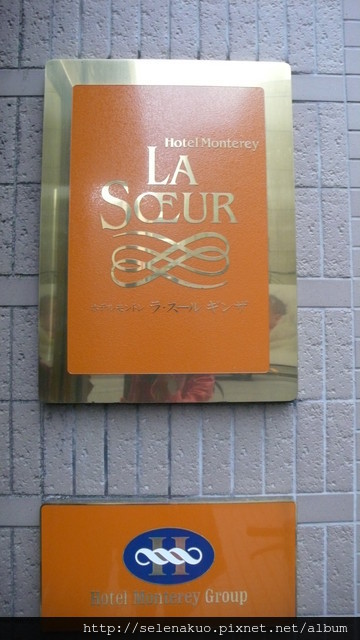 Hotel Monterey
LA
SŒUR
ラ・スール ギンザ
H
Hotel Monterey Group
http://selenakuo.pixnet.net/album